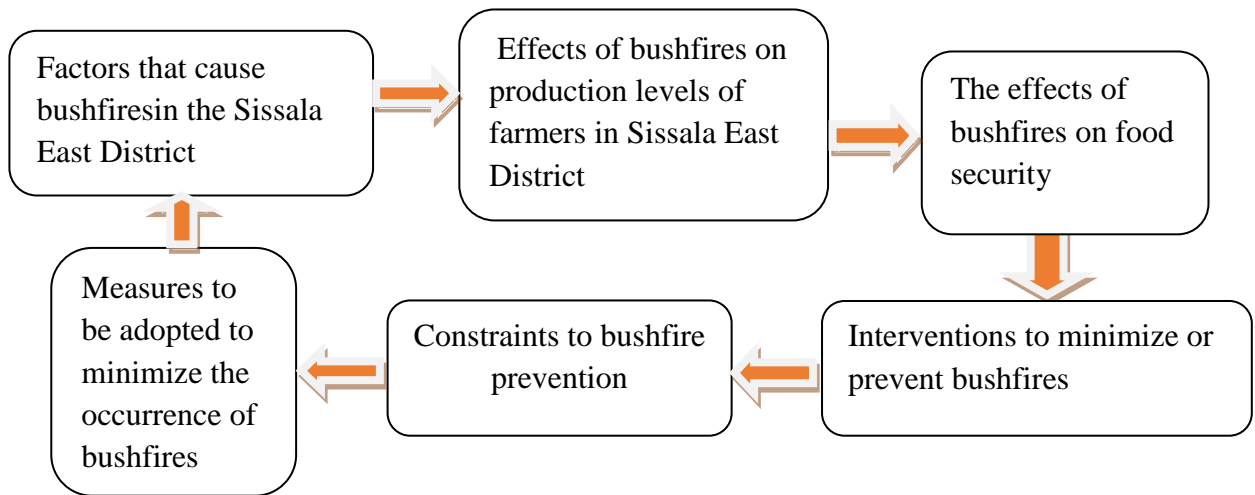 Factors that cause
bushfiresin the Sissala
East District
Effects of bushfires on
production levels of
farmers in Sissala East
District
The effects of
bushfires on food
security
Interventions to minimize or
prevent bushfires
Constraints to bushfire
prevention
Measures to
be adopted to
minimize the
occurrence of
bushfires